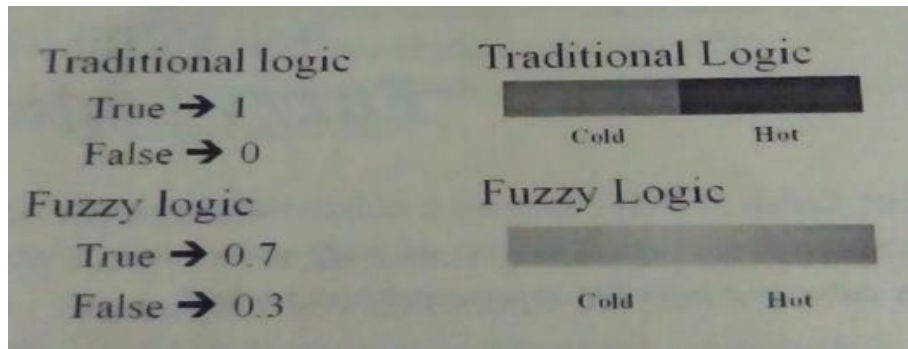 Traditional logic
True ➔ 1
False ➔ 0
Fuzzy logic
True ➔ 0.7
False ➔ 0.3
Traditional Logic
Cold Hot
Fuzzy Logic
Cold Hot